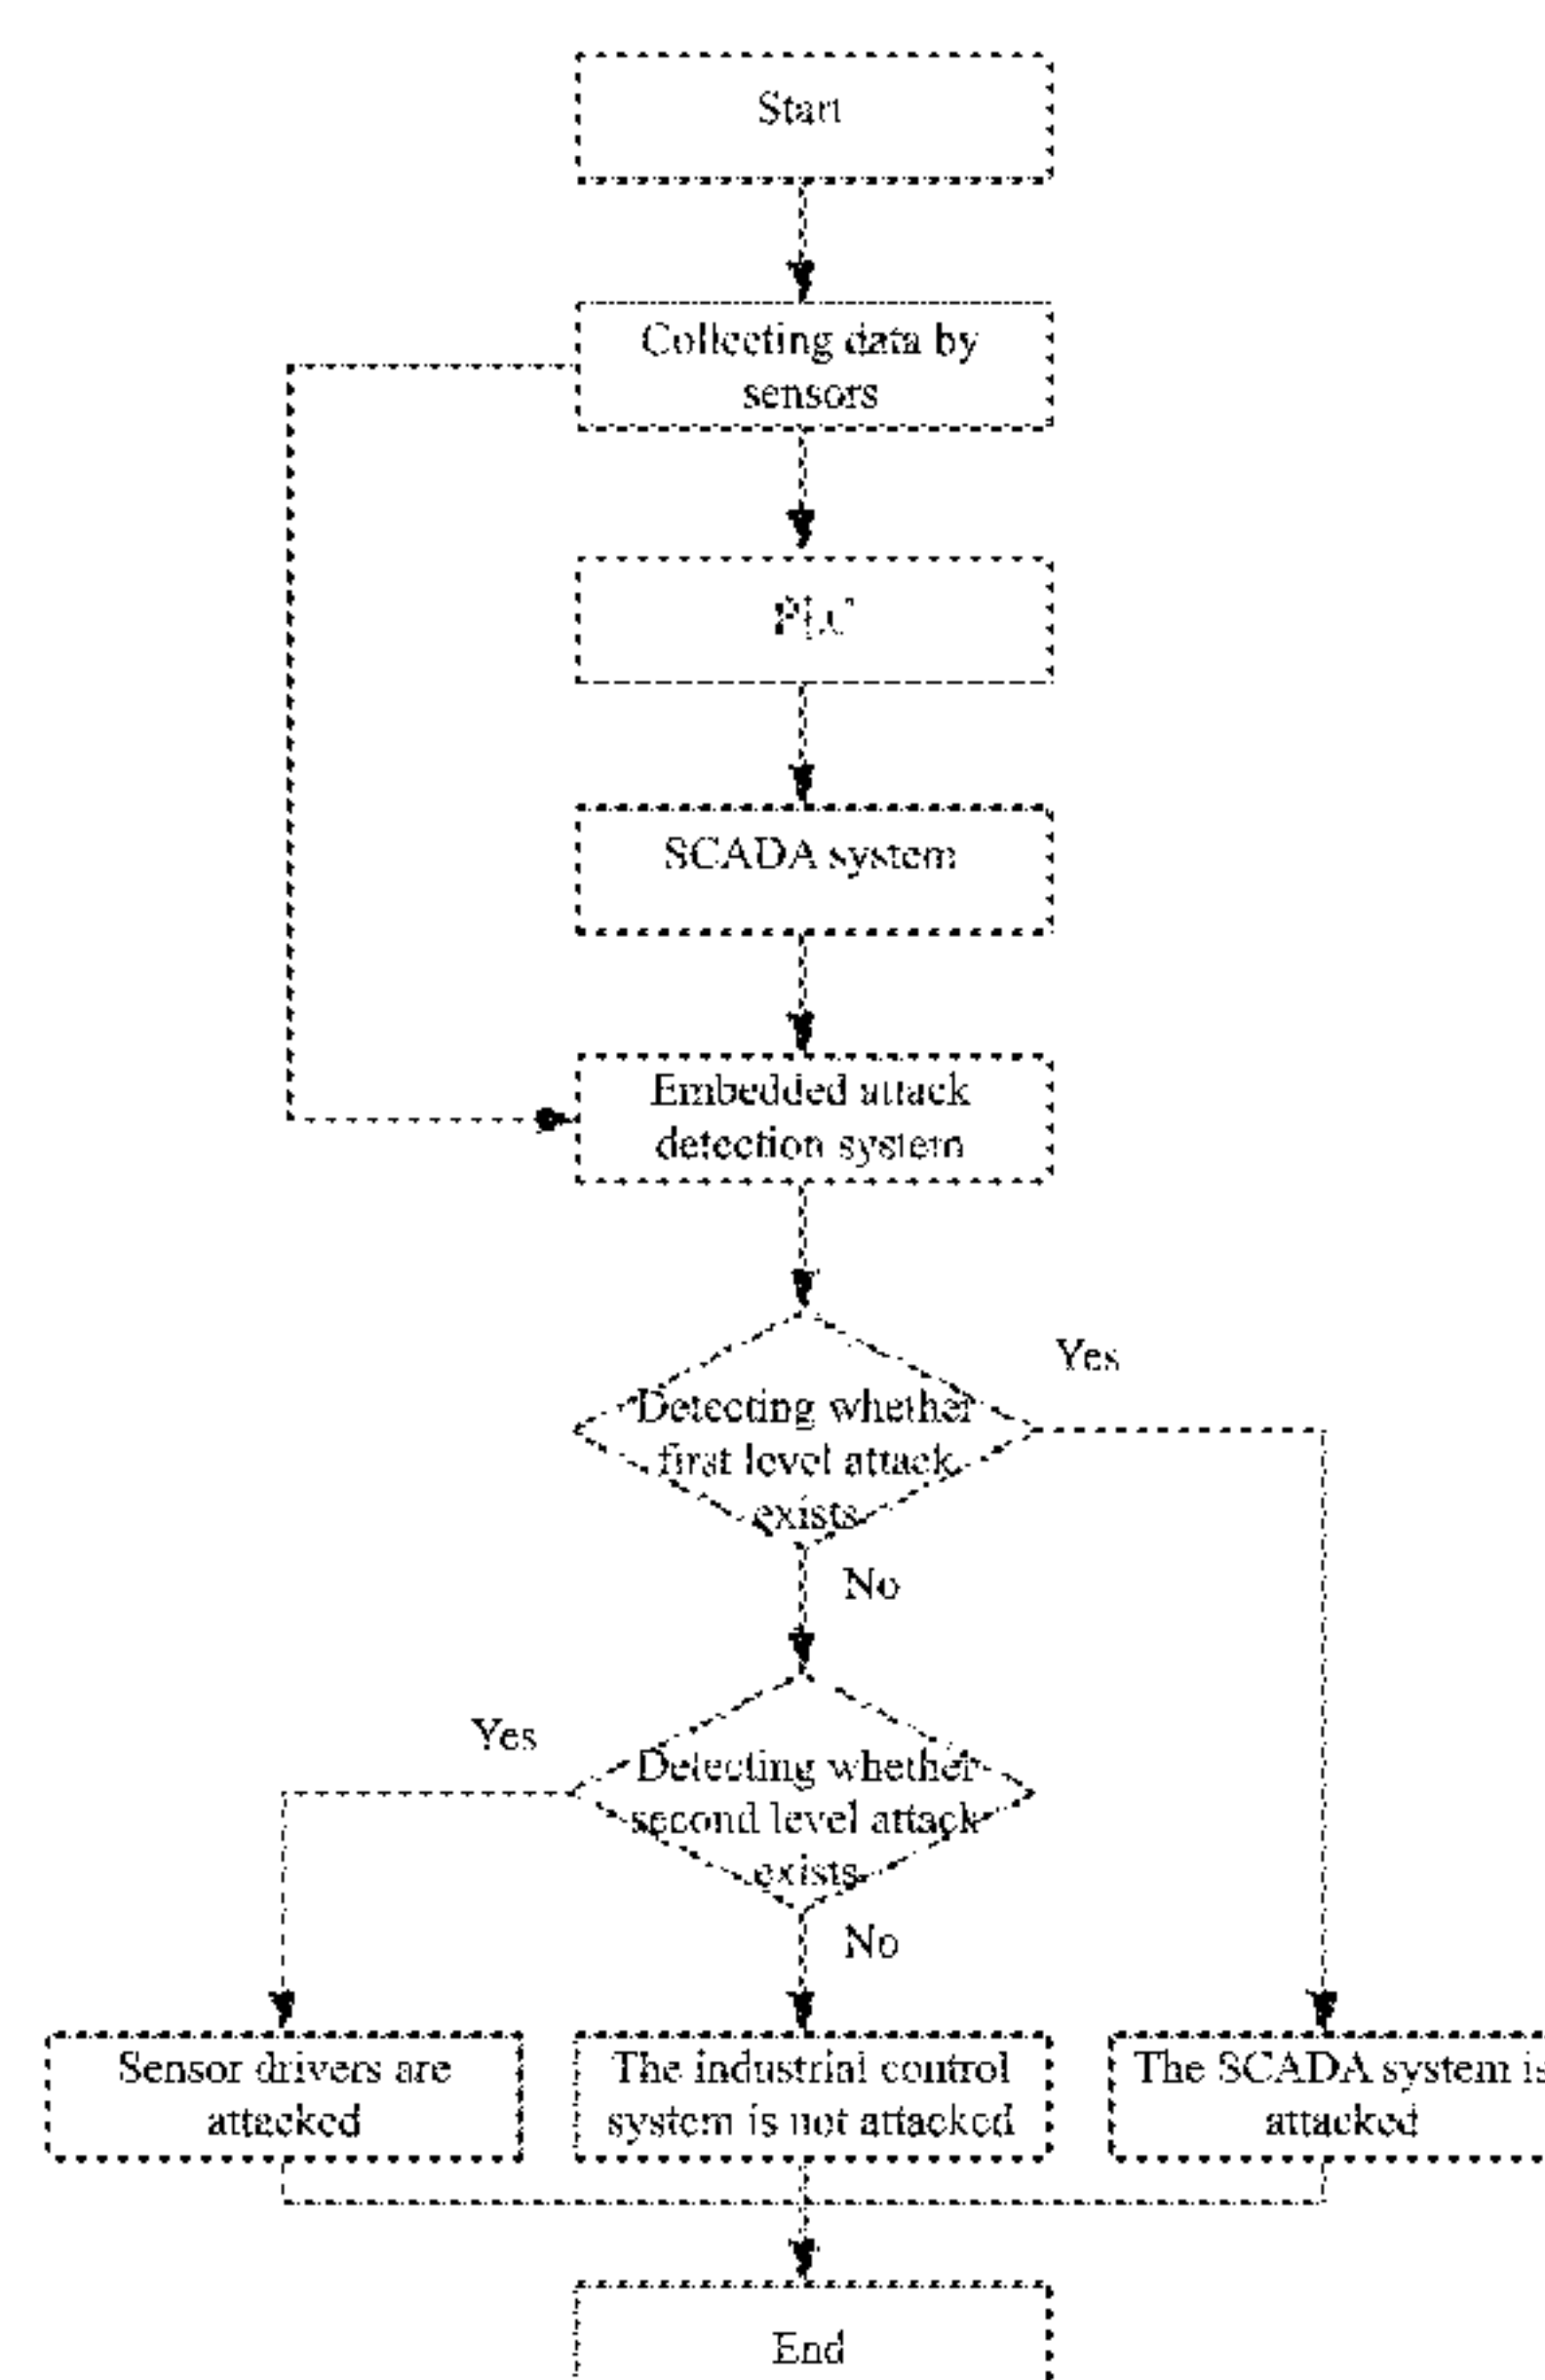 Start
Collecting data by
sensors
PLC
SCADA system
Embedded attack
detection system
Yes
Detecting whether
first level attack
exists
No
Yes
Detecting whether
second level attack
exists
No
Sensor drivers are
attacked
The industrial control
system is not attacked
The SCADA system is
attacked
End